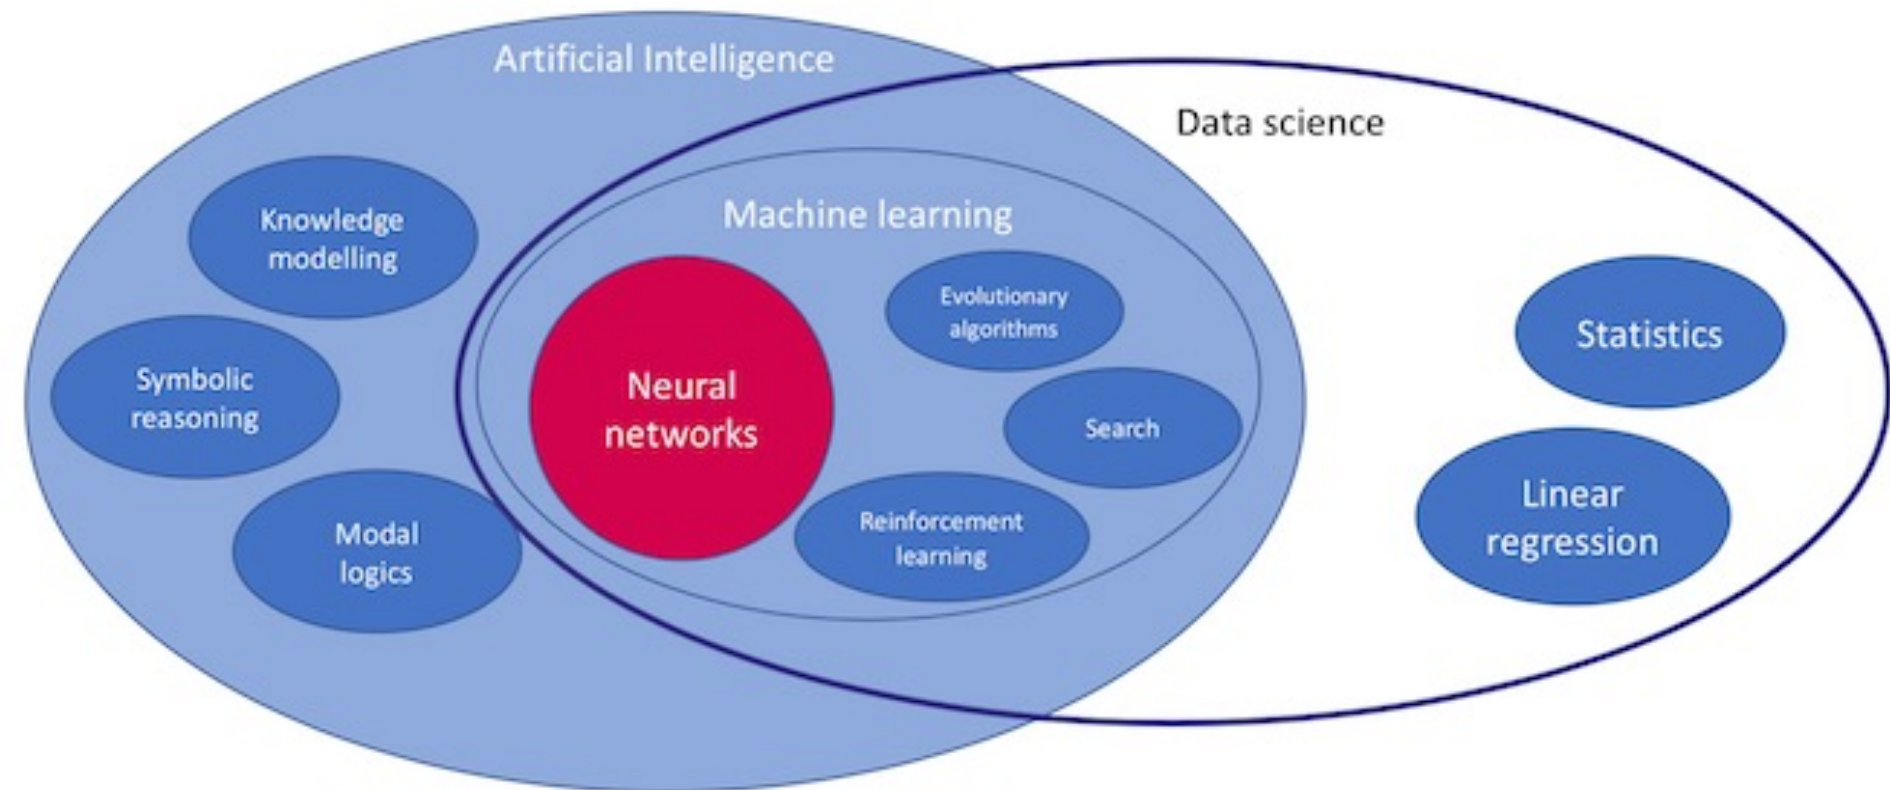 Artificial Intelligence
Data science
Machine learning
Knowledge
modelling
Symbolic
reasoning
Modal
logics
Neural
networks
Evolutionary
algorithms
Search
Reinforcement
learning
Statistics
Linear
regression